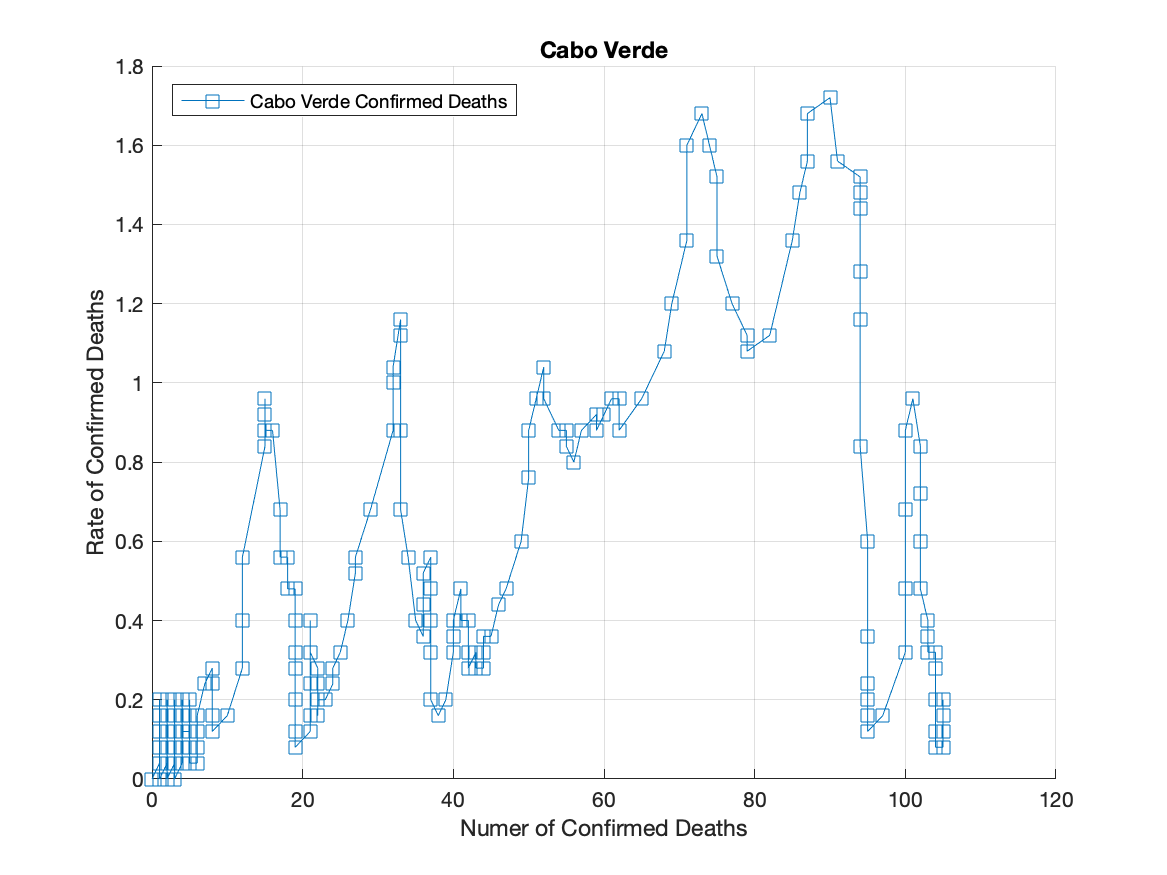 Cabo Verde
Cabo Verde Confirmed Deaths
Rate of Confirmed Deaths
1.8
1.6
1.4
1.2
1
0.8
0.6
0.4
0.2
0
0 20 40 60 80 100 120
Numer of Confirmed Deaths